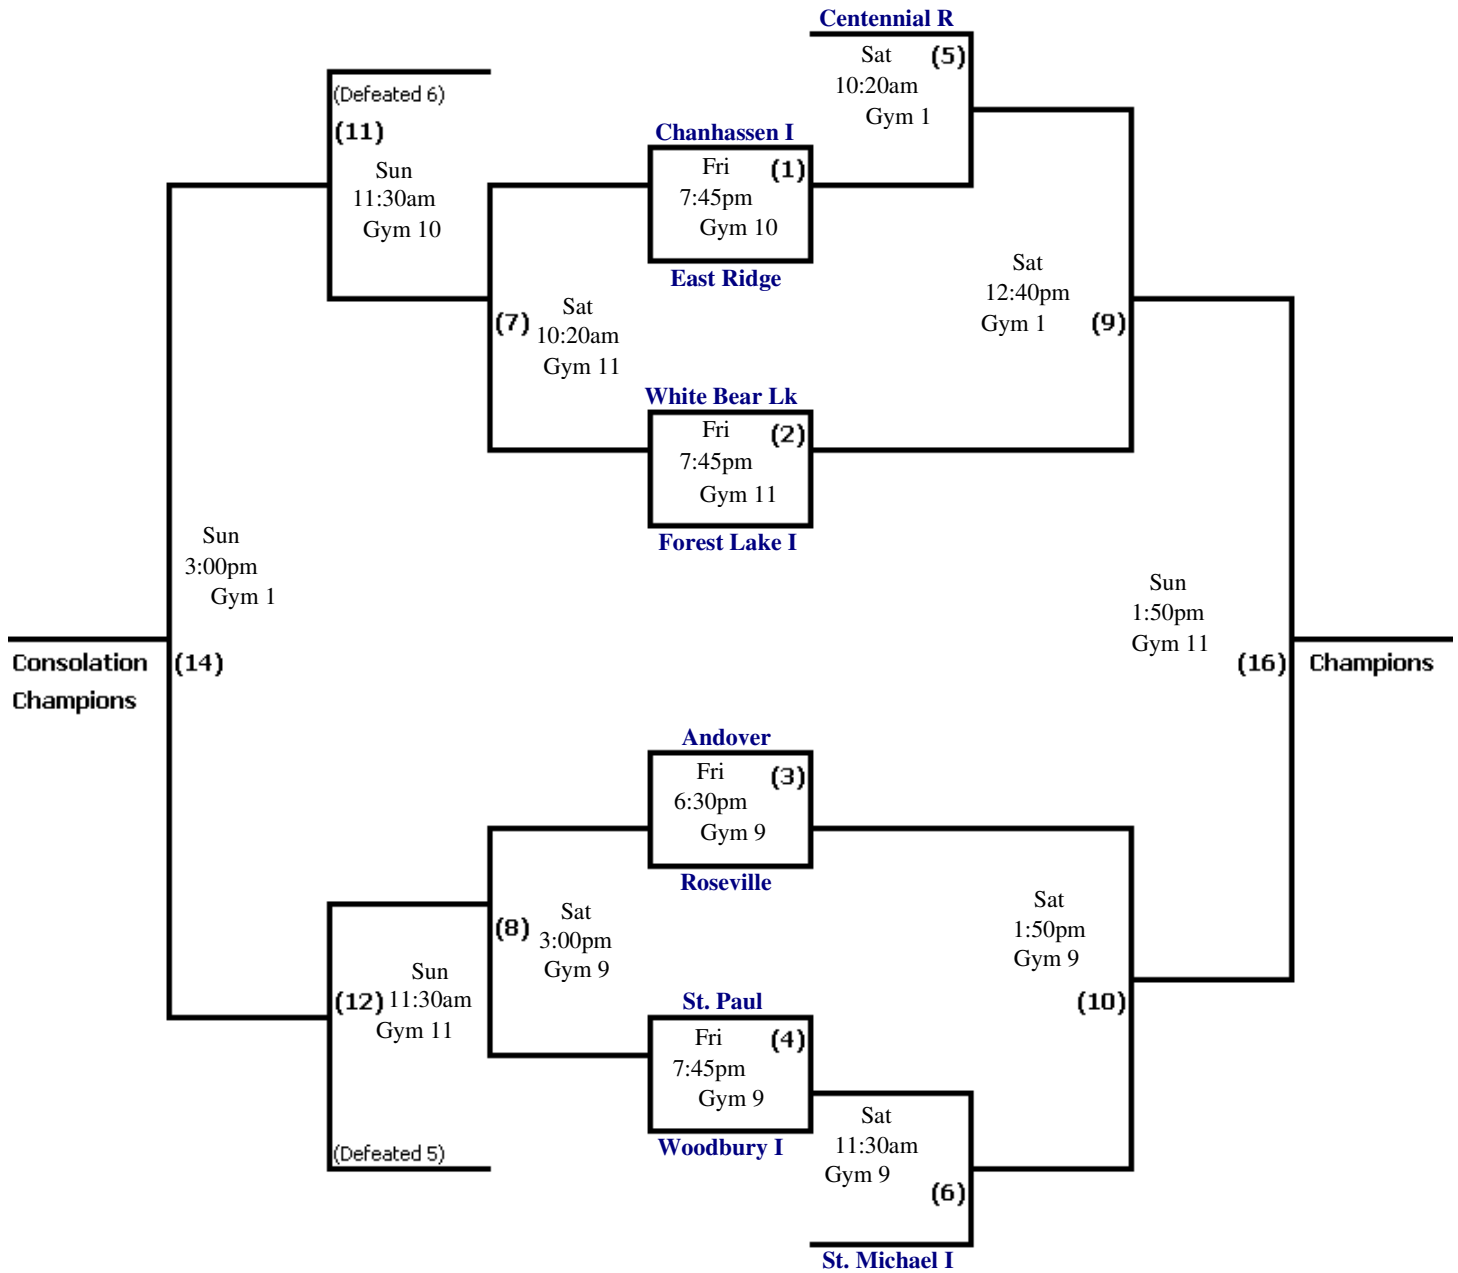 Centennial R
Sat (5)
10:20am
Gym 1
(Defeated 6)
(11)
Sun
11:30am
Gym 10
Chanhassen I
Fri (1)
7:45pm
Gym 10
East Ridge
Sat
12:40pm
Gym 1 (9)
(7) Sat
10:20am
Gym 11
White Bear Lk
Fri (2)
7:45pm
Gym 11
Forest Lake I
Sun
3:00pm
Gym 1
Sun
1:50pm
Gym 11
Consolation (14)
Champions
(16) Champions
Andover
Fri (3)
6:30pm
Gym 9
Roseville
(8) Sat
3:00pm
Gym 9
Sat
1:50pm
Gym 9
(10)
Sun
(12) 11:30am
Gym 11
St. Paul
Fri (4)
7:45pm
Gym 9
Woodbury I
(Defeated 5)
Sat
11:30am
Gym 9
(6)
St. Michael I